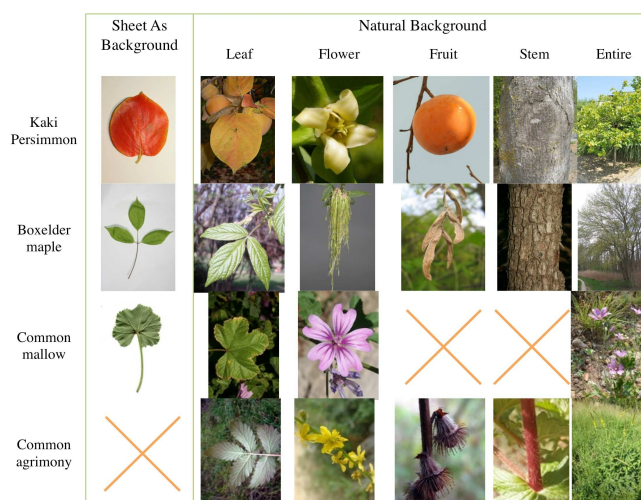 Sheet As
Background
Natural Background
Leaf
Flower
Fruit
Stem
Entire
Kaki
Persimmon
Boxelder
maple
Common
mallow
Common
agrimony